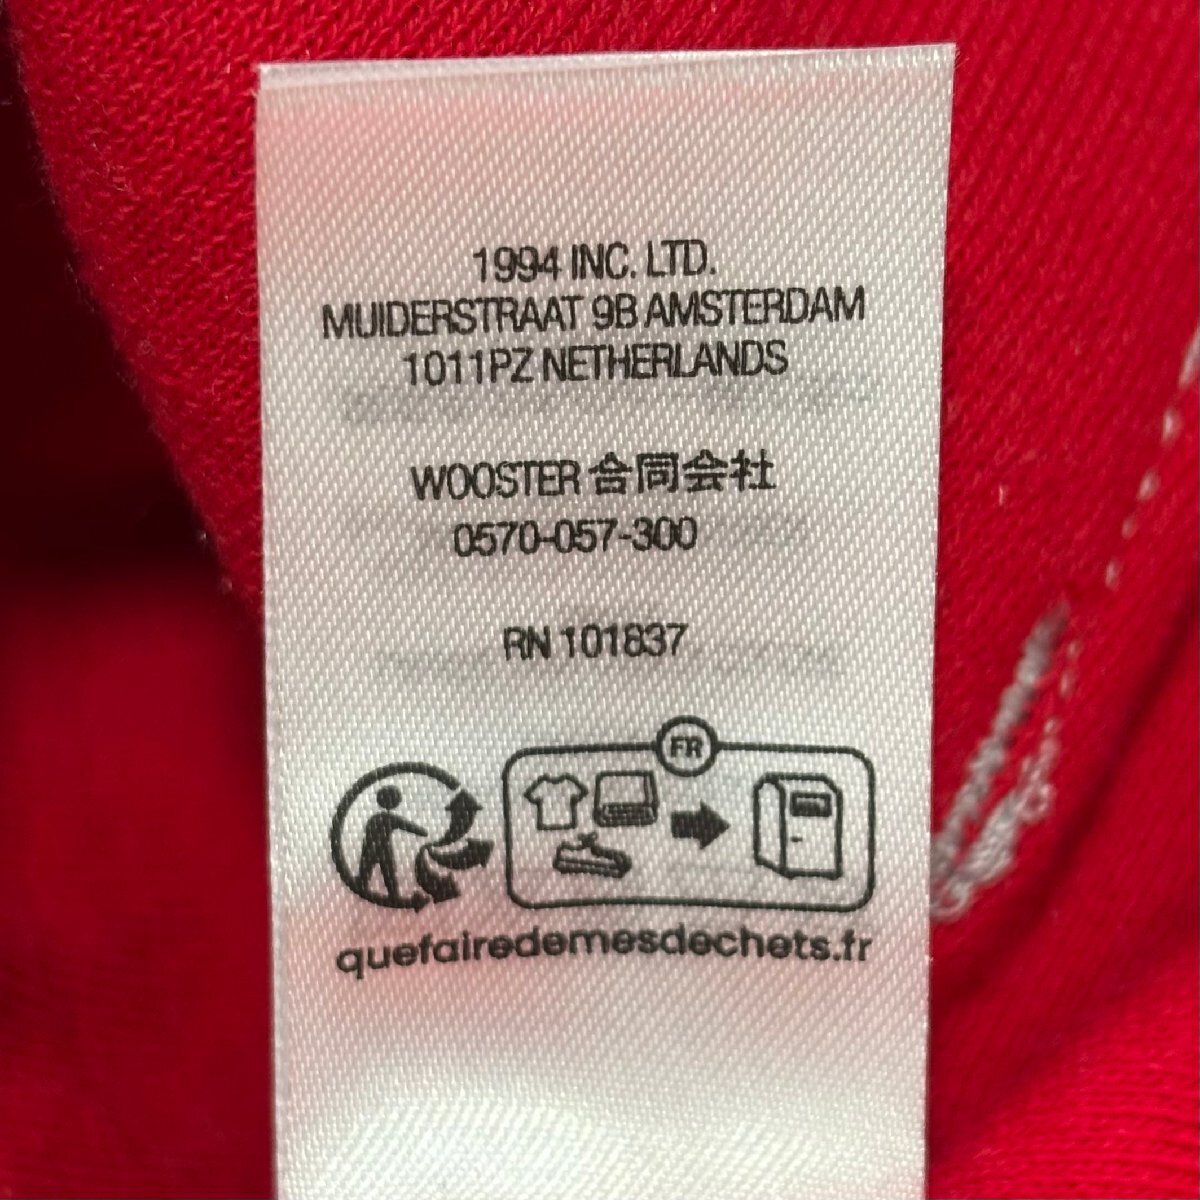 1994 INC. LTD.
MUIDERSTRAAT 9B AMSTERDAM
1011PZ NETHERLANDS
WOOSTER 合同会社
0570-057-300
RN 101837
FR
quefairedemesdechets.fr